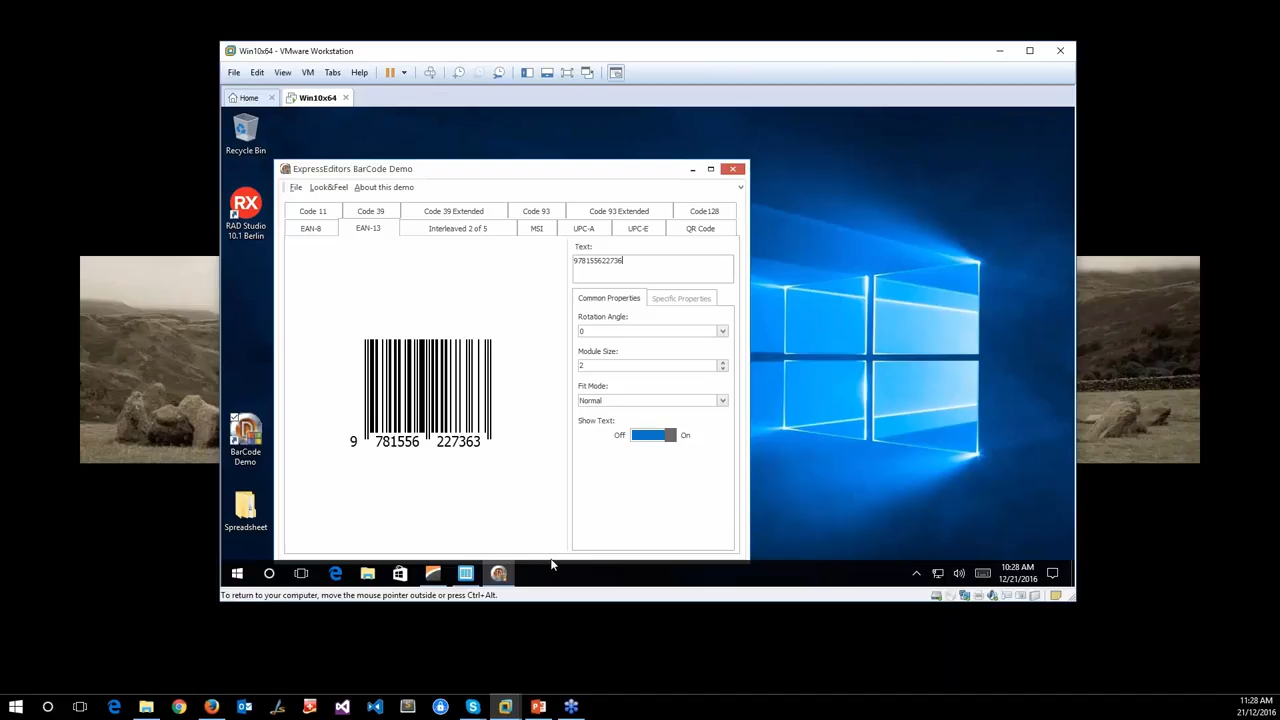 Win10x64 - VMware Workstation
File Edit View VM Tabs Help
Home Win10x64
Recycle Bin
RAD Studio
10.1 Berlin
BarCode
Demo
Spreadsheet
ExpressEditors BarCode Demo
File Look&Feel About this demo
Code 11 Code 39 Code 39 Extended Code 93 Code 93 Extended Code128
EAN-8 EAN-13 Interleaved 2 of 5 MSI UPC-A UPC-E QR Code
9 781556 227363
Text:
978155622736
Common Properties Specific Properties
Rotation Angle:
0
Module Size:
2
Fit Mode:
Normal
Show Text:
Off On
10:28 AM
12/21/2016
To return to your computer, move the mouse pointer outside or press Ctrl+Alt.
11:28 AM
21/12/2016